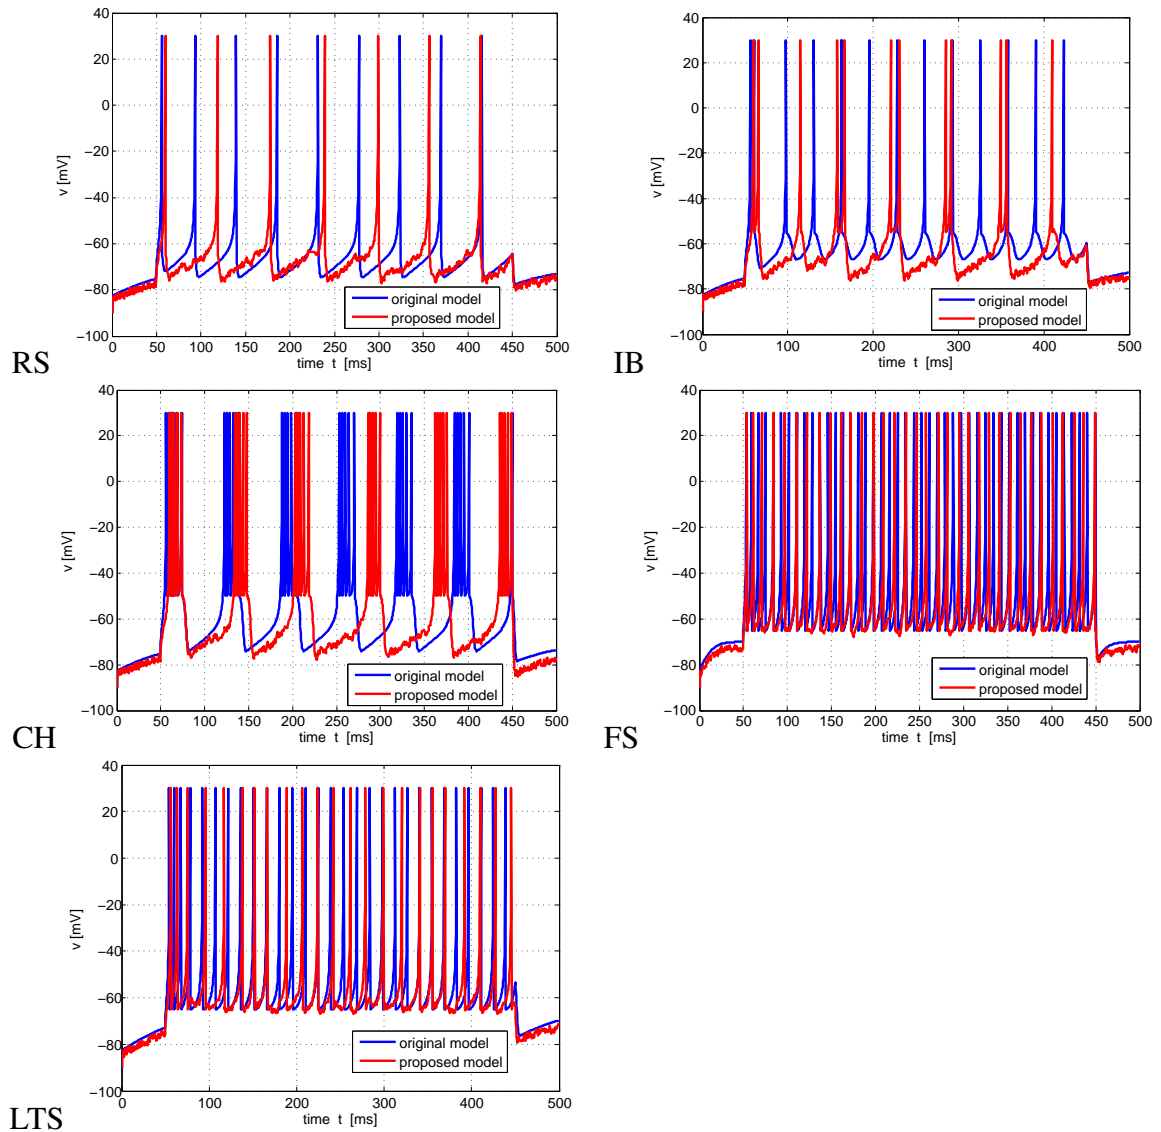 40
20
0
−20
−40
−60
−80
−100
v [mV]
0 50 100 150 200 250 300 350 400 450 500
time t [ms]
original model
proposed model
RS
40
20
0
−20
−40
−60
−80
−100
v [mV]
0 100 200 300 400 500
time t [ms]
original model
proposed model
IB
40
20
0
−20
−40
−60
−80
−100
v [mV]
0 50 100 150 200 250 300 350 400 450 500
time t [ms]
original model
proposed model
CH
40
20
0
−20
−40
−60
−80
−100
v [mV]
0 50 100 150 200 250 300 350 400 450 500
time t [ms]
original model
proposed model
FS
40
20
0
−20
−40
−60
−80
−100
v [mV]
0 100 200 300 400 500
time t [ms]
original model
proposed model
LTS